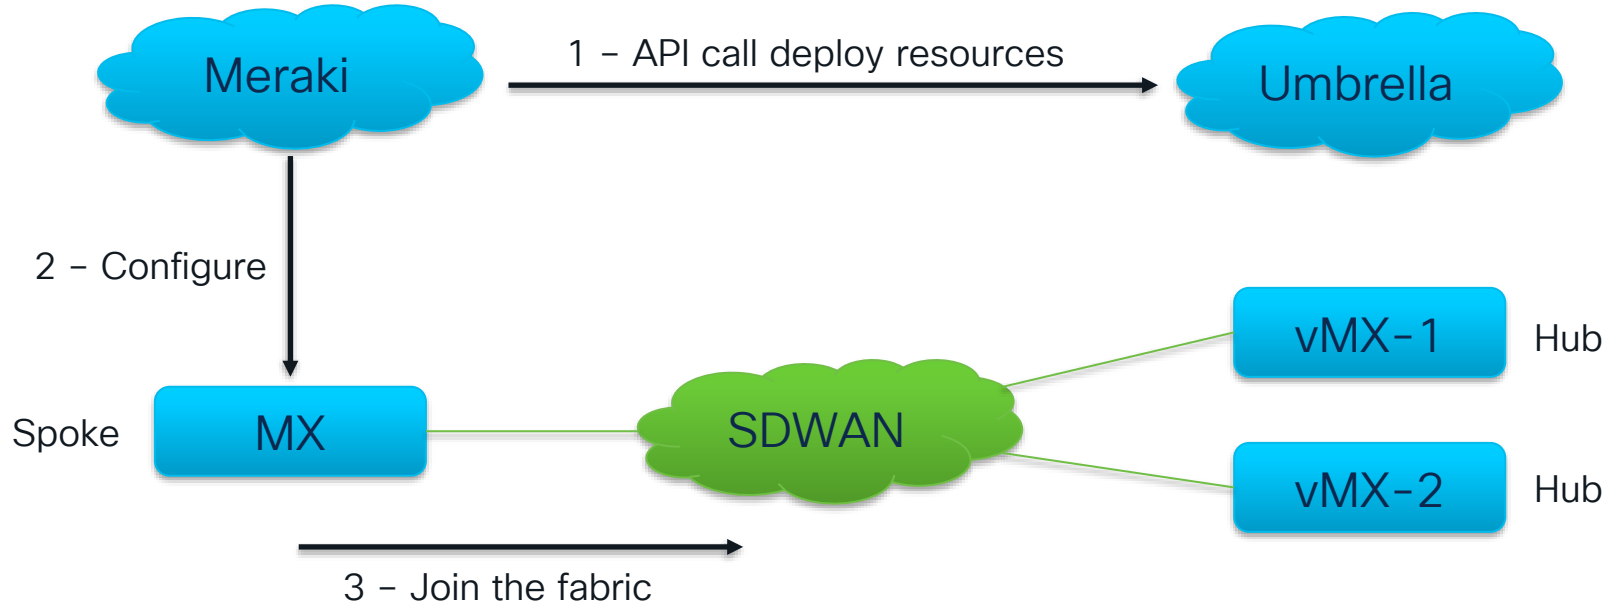 Meraki
1 – API call deploy resources
Umbrella
2 – Configure
vMX-1
Hub
Spoke
MX
SDWAN
vMX-2
Hub
3 – Join the fabric